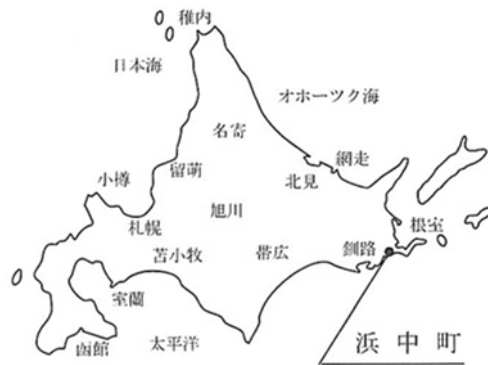 稚内
日本海
オホーツク海
名寄
網走
留萌
北見
小樽
旭川
札幌
根室
釧路
苫小牧
帯広
室蘭
浜中町
太平洋
函館